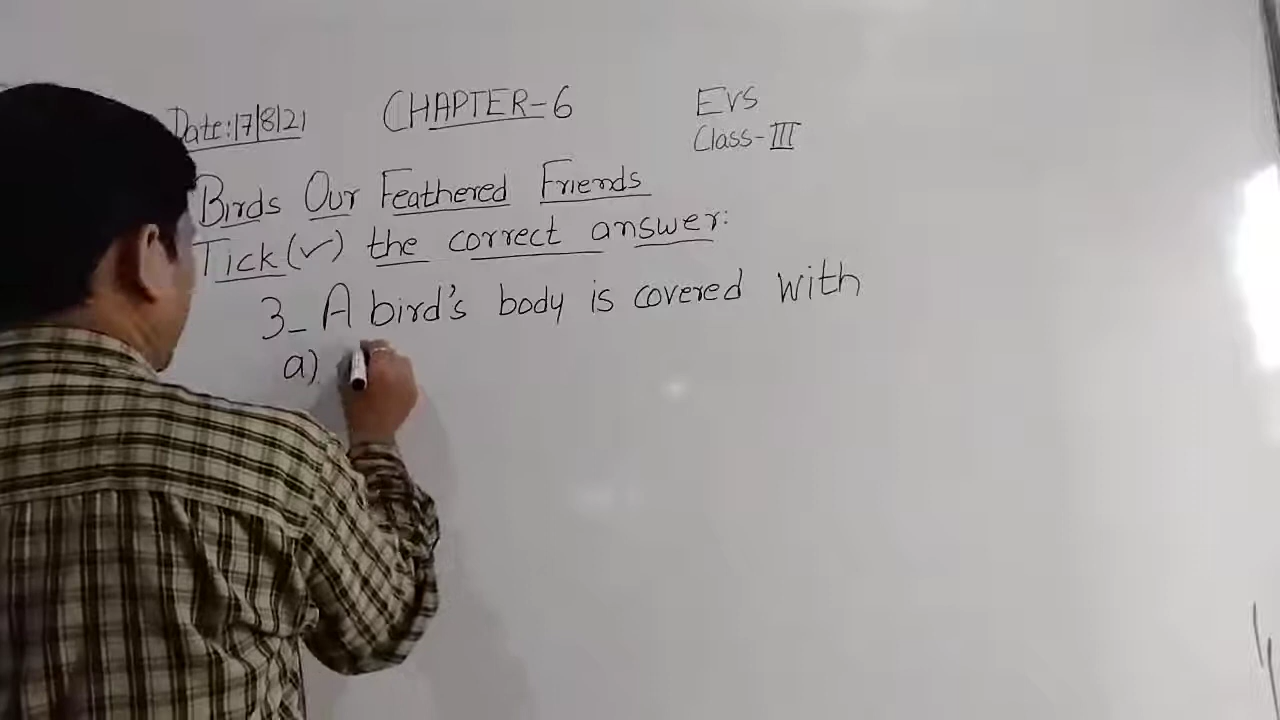 Date:17/8/21 CHAPTER-6 EVS
Class-III
Birds Our Feathered Friends
Tick(✓) the correct answer:
3- A bird's body is covered with
a)